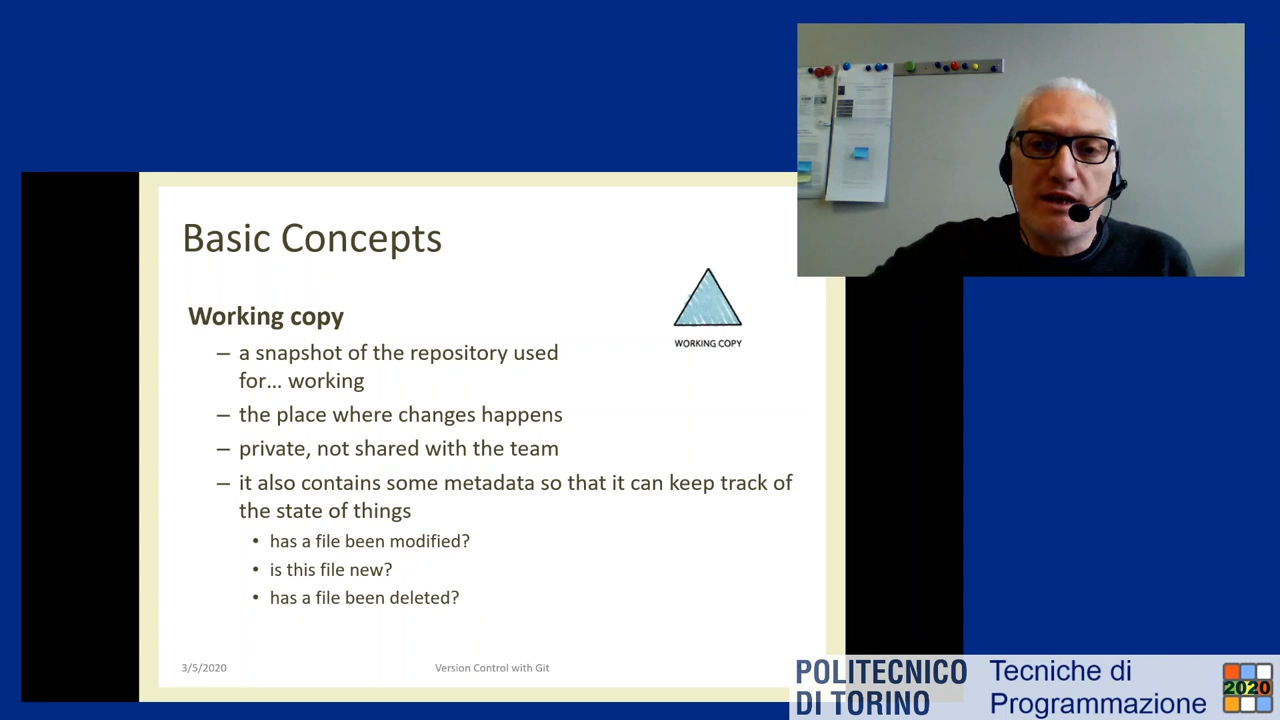 Basic Concepts
Working copy
– a snapshot of the repository used
for... working
WORKING COPY
– the place where changes happens
– private, not shared with the team
– it also contains some metadata so that it can keep track of
the state of things
• has a file been modified?
• is this file new?
• has a file been deleted?
3/5/2020
Version Control with Git
POLITECNICO
DI TORINO
Tecniche di
Programmazione
2020